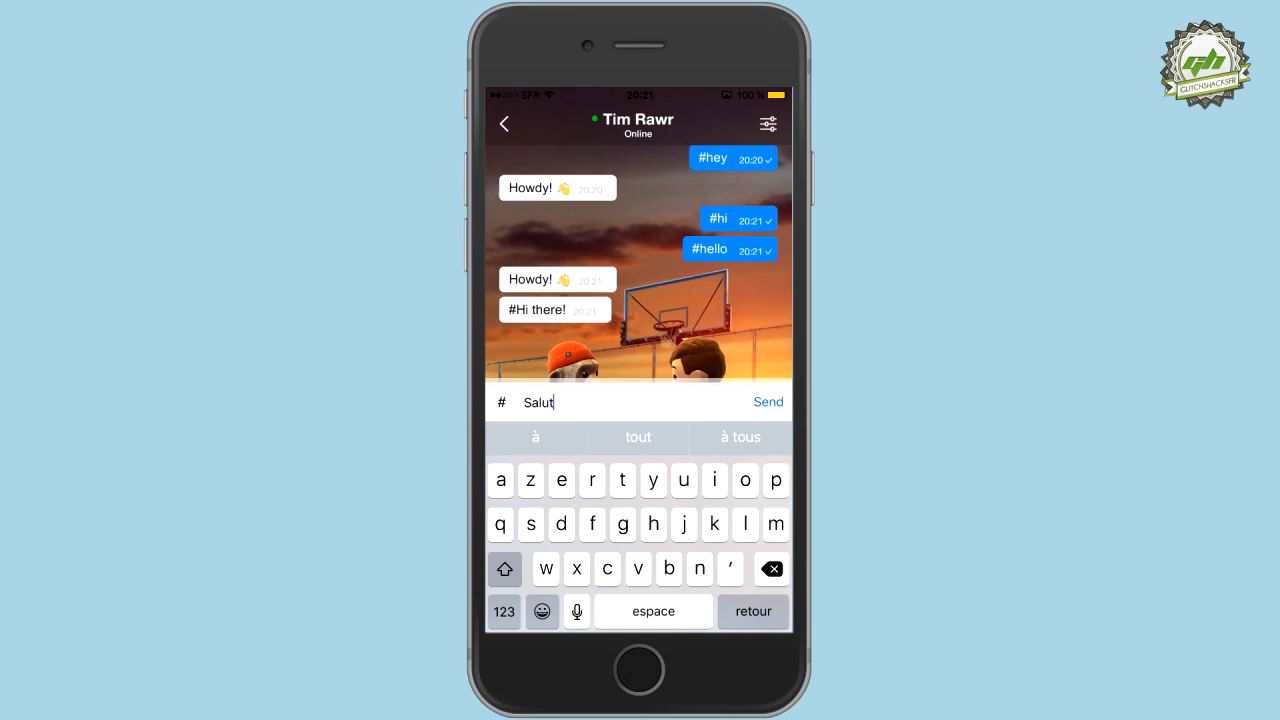 SFR 20:21 100 %
Tim Rawr
Online
#hey 20:20
Howdy! 👋 20:20
#hi 20:21
#hello 20:21
Howdy! 👋 20:21
#Hi there! 20:21
# Salut Send
à tout à tous
a z e r t y u i o p
q s d f g h j k l m
w x c v b n ’
123 espace retour
GH
GLITCHSHACKSFR